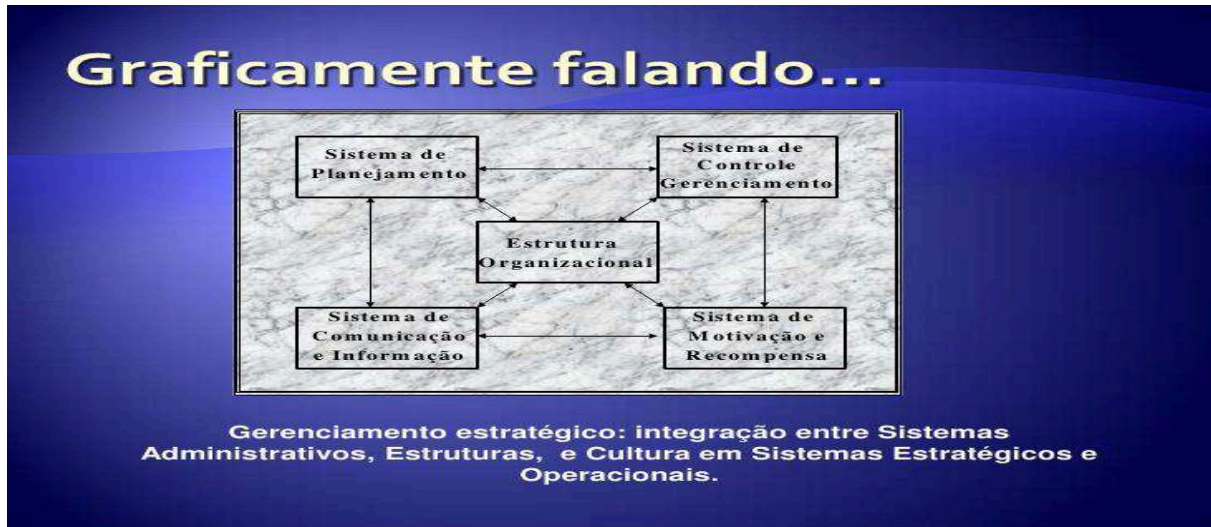 Graficamente falando...
Sistema de
Planejamento
Sistema de
Controle
Gerenciamento
Estrutura
Organizacional
Sistema de
Comunicação
e Informação
Sistema de
Motivação e
Recompensa
Gerenciamento estratégico: integração entre Sistemas
Administrativos, Estruturas, e Cultura em Sistemas Estratégicos e
Operacionais.